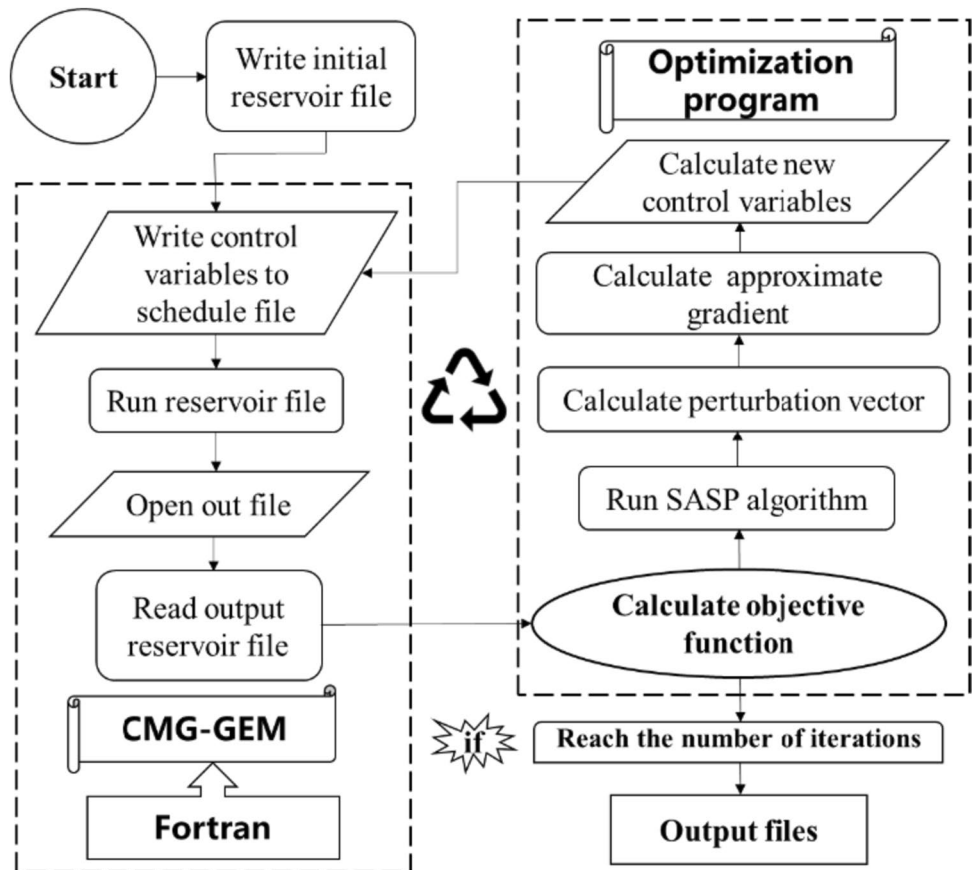 Start
Write initial
reservoir file
Write control
variables to
schedule file
Run reservoir file
Open out file
Read output
reservoir file
CMG-GEM
Fortran
Optimization
program
Calculate new
control variables
Calculate approximate
gradient
Calculate perturbation vector
Run SASP algorithm
Calculate objective
function
if
Reach the number of iterations
Output files